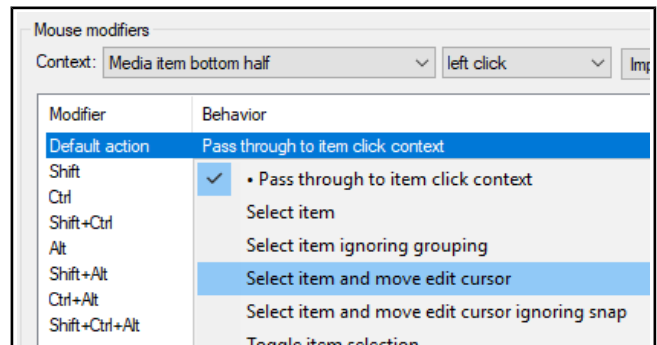 Mouse modifiers
Context: Media item bottom half left click
Modifier Behavior
Default action Pass through to item click context
Shift
• Pass through to item click context
Ctrl
Select item
Shift+Ctrl
Alt
Select item ignoring grouping
Shift+Alt
Select item and move edit cursor
Ctrl+Alt
Select item and move edit cursor ignoring snap
Shift+Ctrl+Alt
Toggle item selection